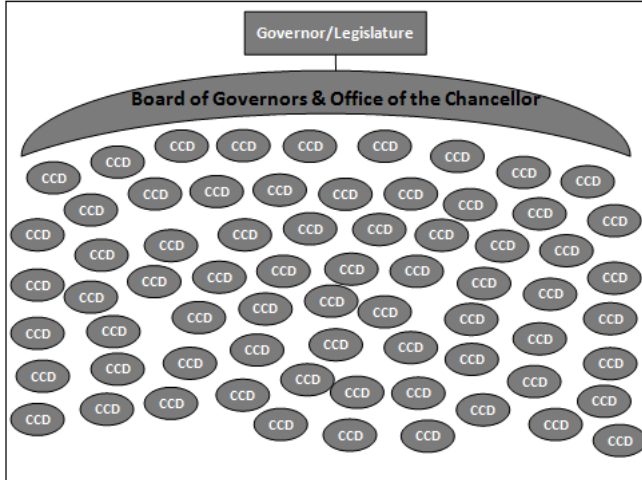 Governor/Legislature
Board of Governors & Office of the Chancellor
CCD CCD CCD CCD CCD CCD CCD CCD CCD
CCD CCD CCD CCD CCD CCD CCD CCD CCD
CCD CCD CCD CCD CCD CCD CCD CCD CCD
CCD CCD CCD CCD CCD CCD CCD CCD CCD CCD
CCD CCD CCD CCD CCD CCD CCD CCD
CCD CCD CCD CCD CCD CCD CCD CCD CCD
CCD CCD CCD CCD CCD CCD CCD CCD CCD
CCD CCD CCD CCD CCD CCD